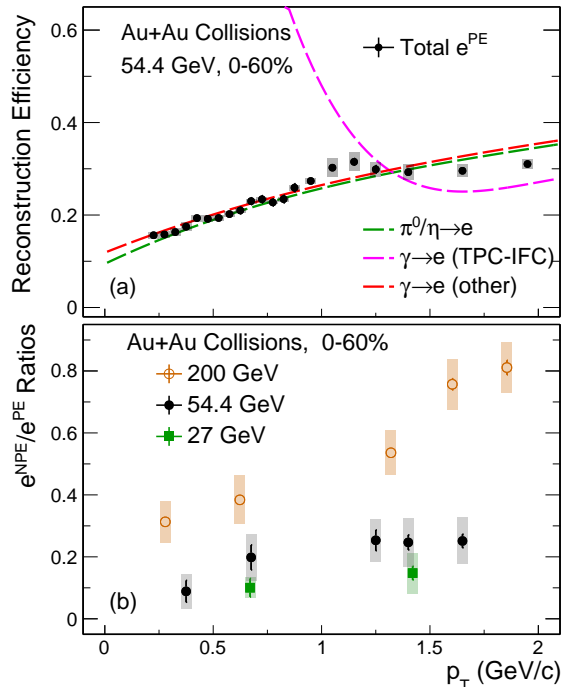 0.6
0.4
0.2
0
Reconstruction Efficiency
Au+Au Collisions
54.4 GeV, 0-60%
Total e^PE
π⁰/η→e
γ→e (TPC-IFC)
γ→e (other)
(a)
0.8
0.6
0.4
0.2
0
e^NPE/e^PE Ratios
Au+Au Collisions, 0-60%
200 GeV
54.4 GeV
27 GeV
(b)
0 0.5 1 1.5 2
p_T (GeV/c)